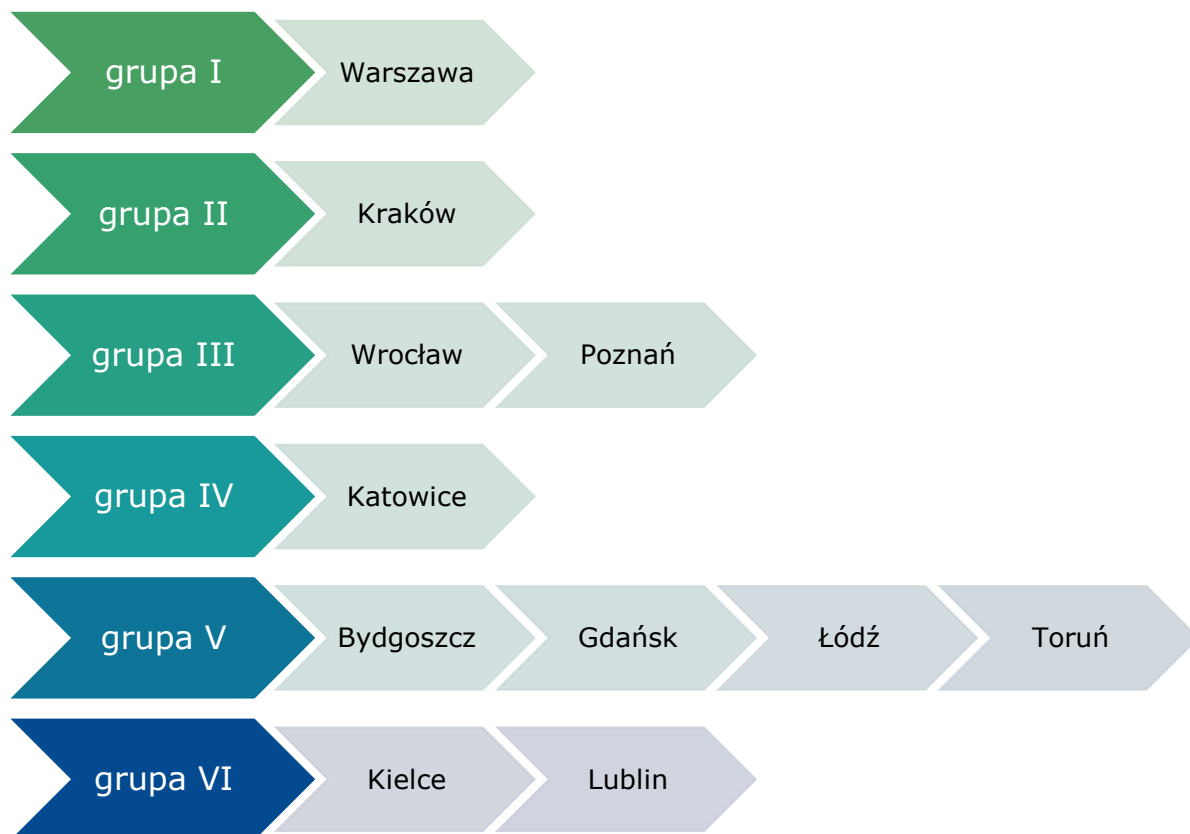 grupa I Warszawa
grupa II Kraków
grupa III Wrocław Poznań
grupa IV Katowice
grupa V Bydgoszcz Gdańsk Łódź Toruń
grupa VI Kielce Lublin